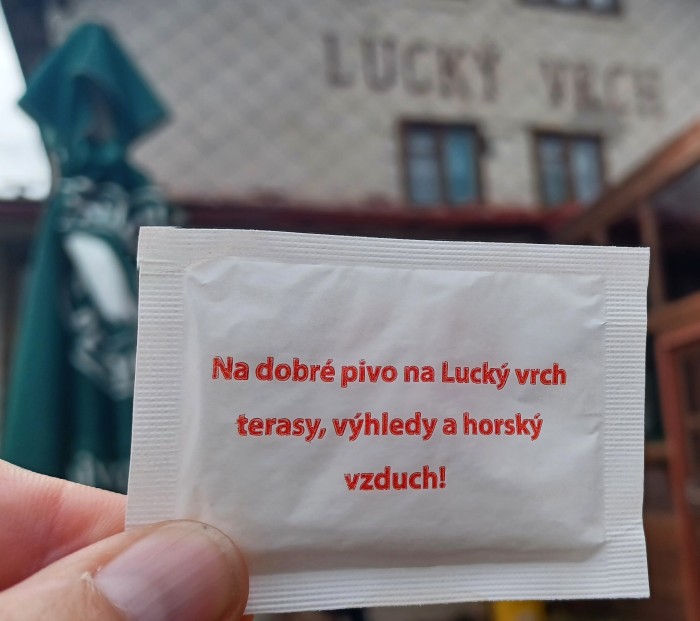 LUCKÝ VRCH
Na dobré pivo na Lucký vrch
terasy, výhledy a horský
vzduch!